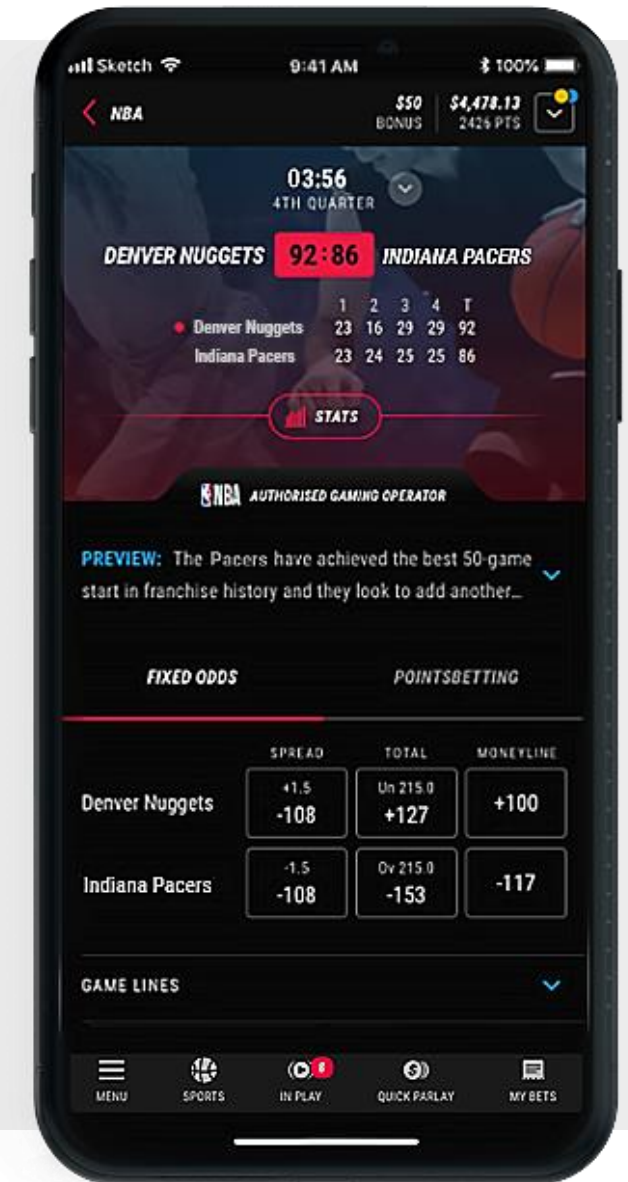 Sketch 9:41 AM 100%
NBA $50 $4,478.13
BONUS 2426 PTS
03:56
4TH QUARTER
DENVER NUGGETS 92:86 INDIANA PACERS
1 2 3 4 T
Denver Nuggets 23 16 29 29 92
Indiana Pacers 23 24 25 25 86
STATS
NBA AUTHORISED GAMING OPERATOR
PREVIEW: The Pacers have achieved the best 50-game
start in franchise history and they look to add another...
FIXED ODDS POINTSBETTING
SPREAD TOTAL MONEYLINE
+1.5 Un 215.0
Denver Nuggets -108 +127 +100
-1.5 Ov 215.0
Indiana Pacers -108 -153 -117
GAME LINES
MENU SPORTS IN PLAY QUICK PARLAY MY BETS